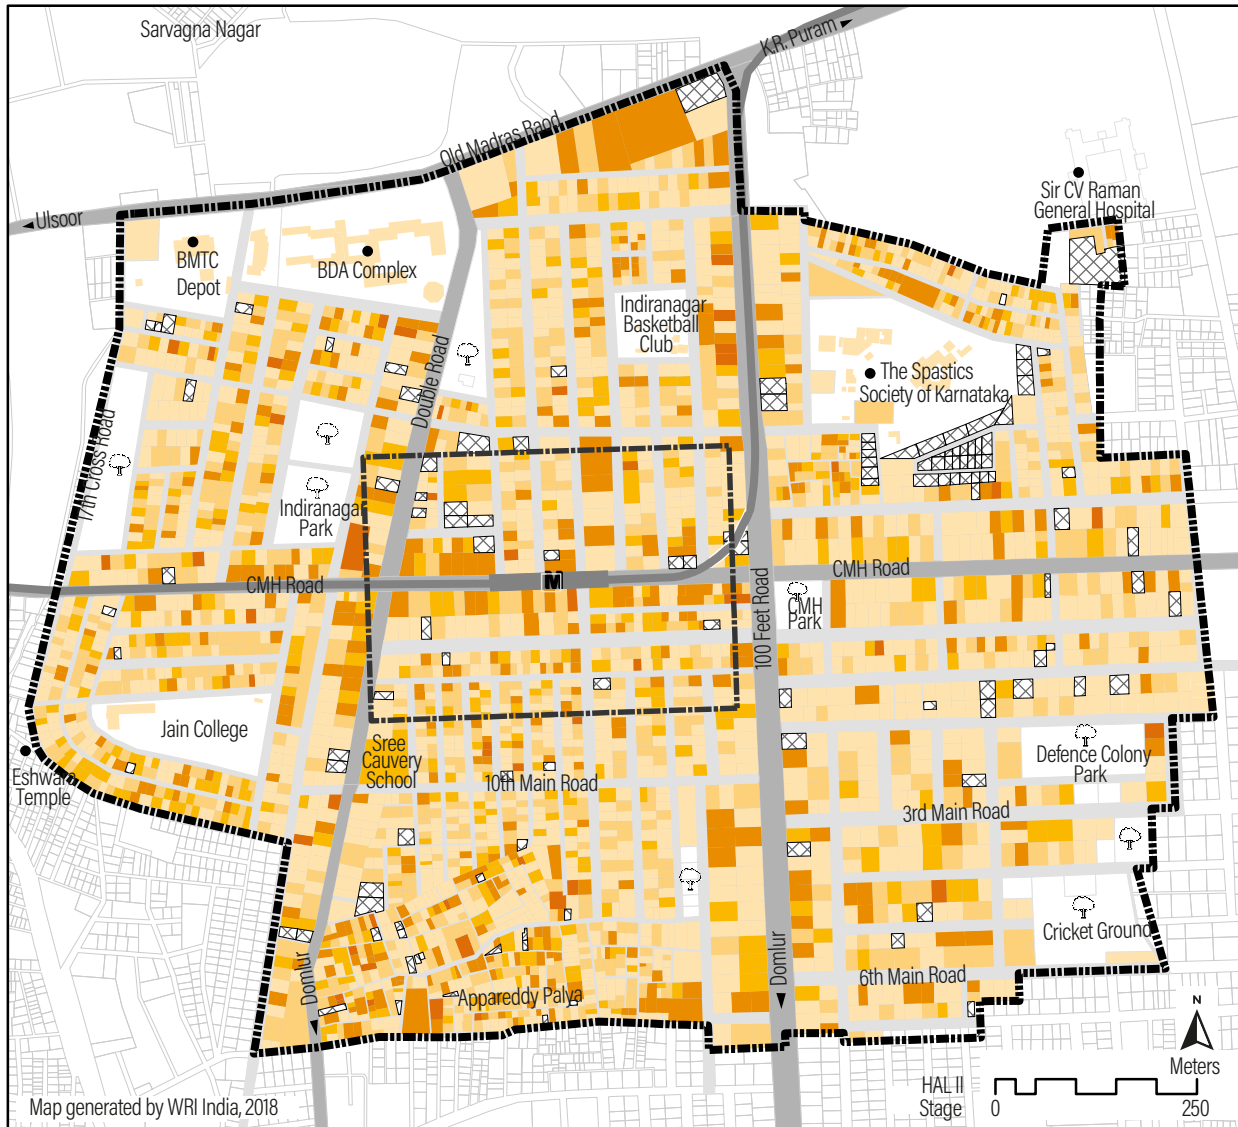 Sarvagna Nagar
K.R. Puram
Old Madras Raod
Ulsoor
Sir CV Raman
General Hospital
BMTC
Depot
BDA Complex
Indiranagar
Basketball
Club
The Spastics
Society of Karnataka
Double Road
17th Cross Road
Indiranagar
Park
CMH Road
M
CMH Road
CMH
Park
100 Feet Road
Jain College
Sree
Cauvery
School
Defence Colony
Park
Eshwara
Temple
10th Main Road
3rd Main Road
Cricket Ground
Domlur
Domlur
6th Main Road
Appareddy Palya
N
Meters
HAL II
Stage
0
250
Map generated by WRI India, 2018